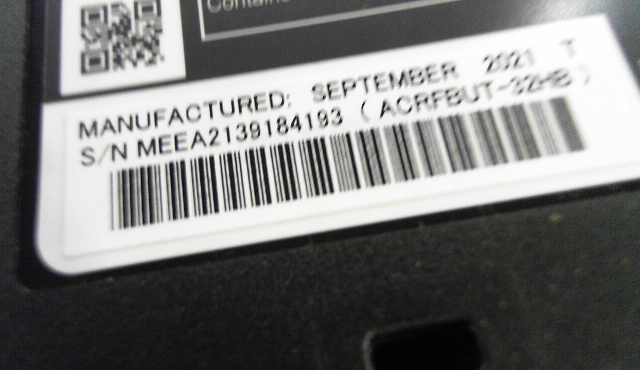 MANUFACTURED: SEPTEMBER 2021 T
S/N MEEA2139184193 (ACRFBUT-32HB)